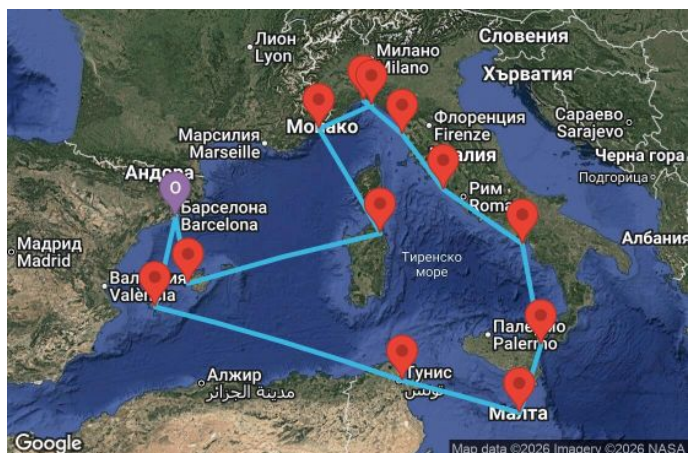 Словения
Лион
Lyon
Милано
Milano
Хърватия
Сараево
Sarajevo
Монако
Флоренция
Firenze
Марсилия
Marseille
Италия
Черна гора
Подгорица
Андора
О
Рим
Roma
Барселона
Barcelona
Албания
Мадрид
Madrid
Тиренско
море
Валенсия
València
Палермо
Palermo
Алжир
مدينة الجزائر
Тунис
تونس
Малта
Google
Map data ©2026 Imagery ©2026 NASA